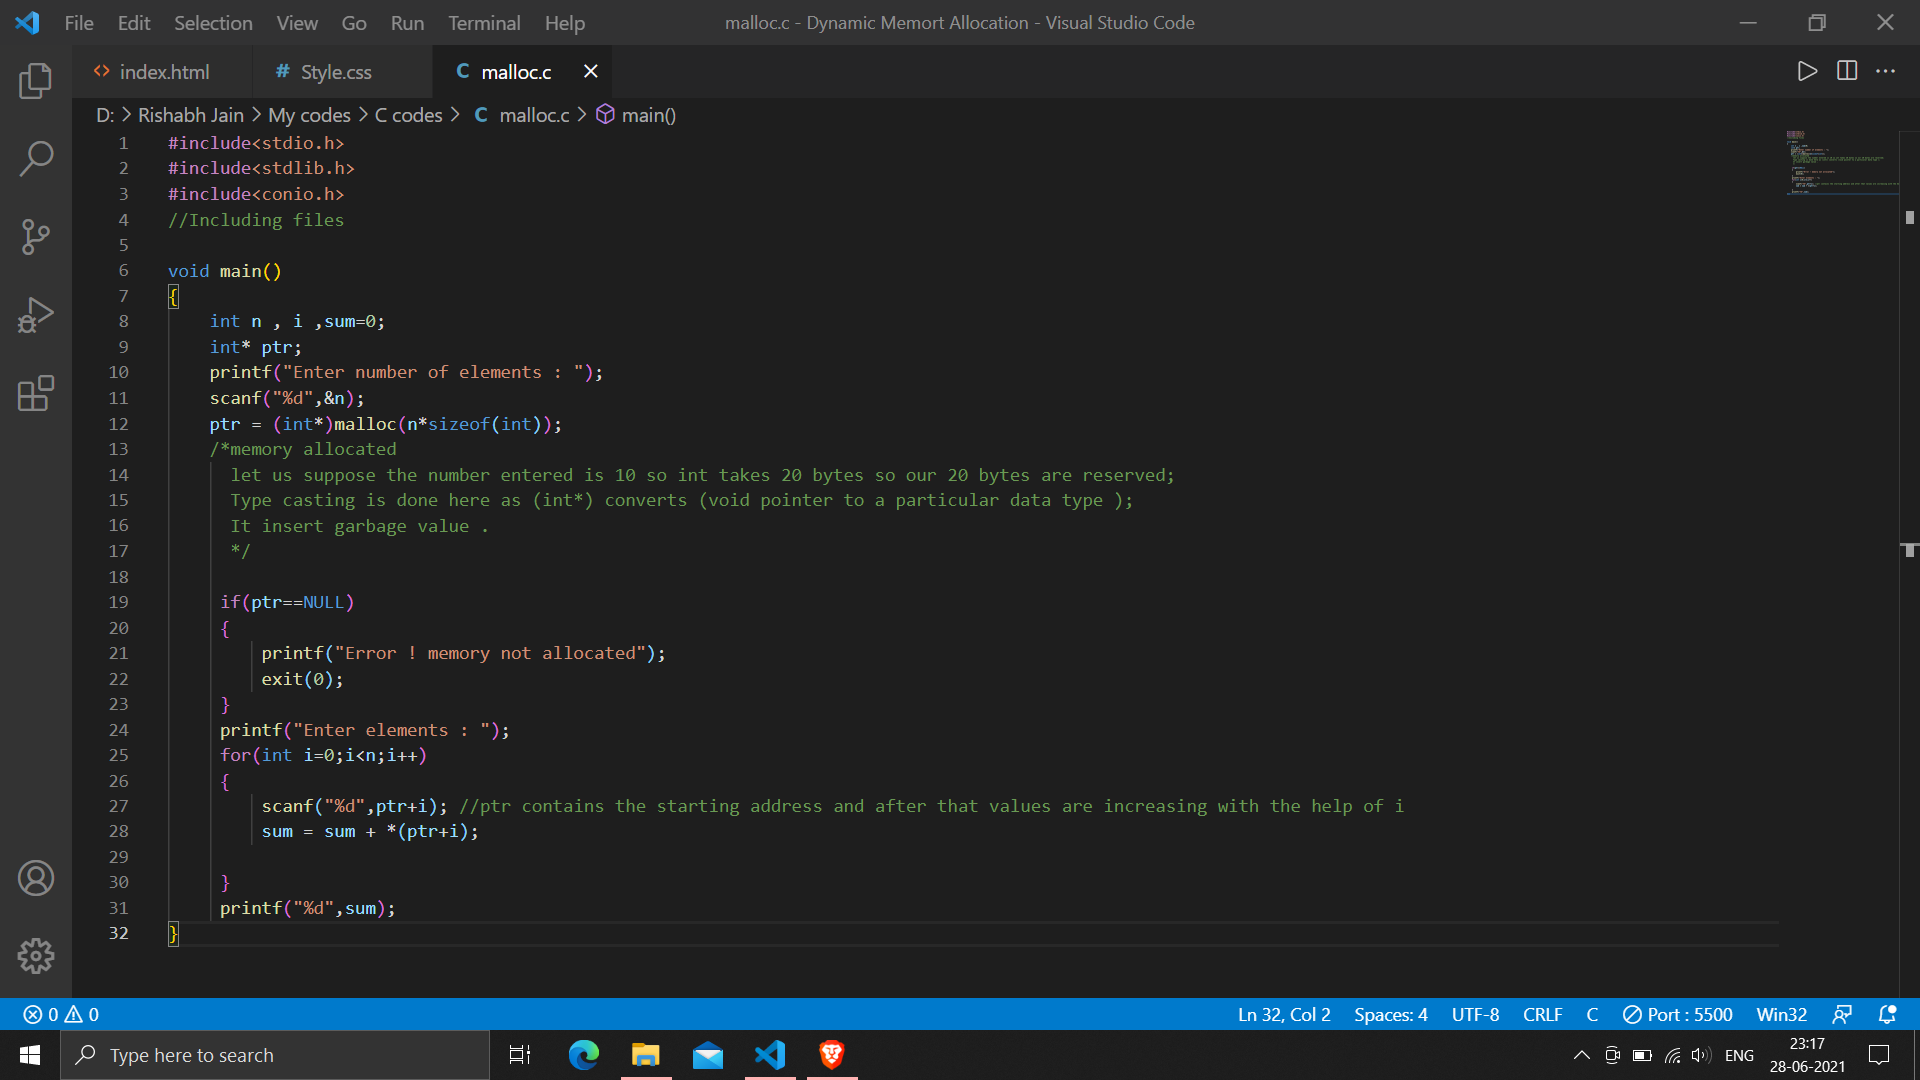 File Edit Selection View Go Run Terminal Help malloc.c - Dynamic Memort Allocation - Visual Studio Code
<> index.html # Style.css C malloc.c
D: > Rishabh Jain > My codes > C codes > C malloc.c > main()
1 #include<stdio.h>
2 #include<stdlib.h>
3 #include<conio.h>
4 //Including files
5
6 void main()
7 {
8 int n , i ,sum=0;
9 int* ptr;
10 printf("Enter number of elements : ");
11 scanf("%d",&n);
12 ptr = (int*)malloc(n*sizeof(int));
13 /*memory allocated
14 let us suppose the number entered is 10 so int takes 20 bytes so our 20 bytes are reserved;
15 Type casting is done here as (int*) converts (void pointer to a particular data type );
16 It insert garbage value .
17 */
18
19 if(ptr==NULL)
20 {
21 printf("Error ! memory not allocated");
22 exit(0);
23 }
24 printf("Enter elements : ");
25 for(int i=0;i<n;i++)
26 {
27 scanf("%d",ptr+i); //ptr contains the starting address and after that values are increasing with the help of i
28 sum = sum + *(ptr+i);
29
30 }
31 printf("%d",sum);
32 }
0 0 Ln 32, Col 2 Spaces: 4 UTF-8 CRLF C Port : 5500 Win32
Type here to search ENG 23:17
28-06-2021